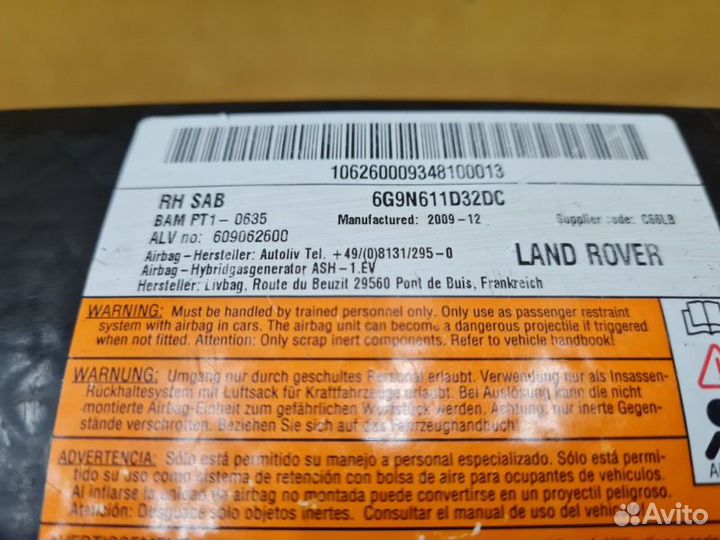 106260009348100013
RH SAB 6G9N611D32DC
BAM PT1- 0635 Manufactured: 2009-12 Supplier code: C66LB
ALV no: 609062600
Airbag - Hersteller: Autoliv Tel. +49/(0)8131/295-0 LAND ROVER
Airbag - Hybridgasgenerator ASH - 1.EV
Hersteller: Livbag, Route du Beuzit 29560 Pont de Buis, Frankreich
WARNING: Must be handled by trained personnel only. Only use as passenger restraint
system with airbag in cars. The airbag unit can become a dangerous projectile if triggered
when not fitted. Attention: Only scrap inert components. Refer to vehicle handbook!
WARNUNG: Umgang nur durch geschultes Personal erlaubt. Nur als Insassen-
Rückhaltesystem mit Luftsack für Kraftfahrzeuge erlaubt. Bei Auslösung kann die nicht
montierte Airbag-Einheit zum gefährlichen Wurfstück werden. Achtung: nur inerte Gegen-
stände verschrotten. Beziehen Sie sich auf das Fahrzeughandbuch!
ADVERTENCIA: Sólo está permitido su manejo a personal especializado. Sólo está permi-
tido su uso como sistema de retención con bolsa de aire para ocupantes de vehículos.
Al inflarse la unidad de airbag no montada puede convertirse en un proyectil peligroso.
Atención: Desguace solo objetos inertes. Consultar el manual del usuario del vehículo
Avito